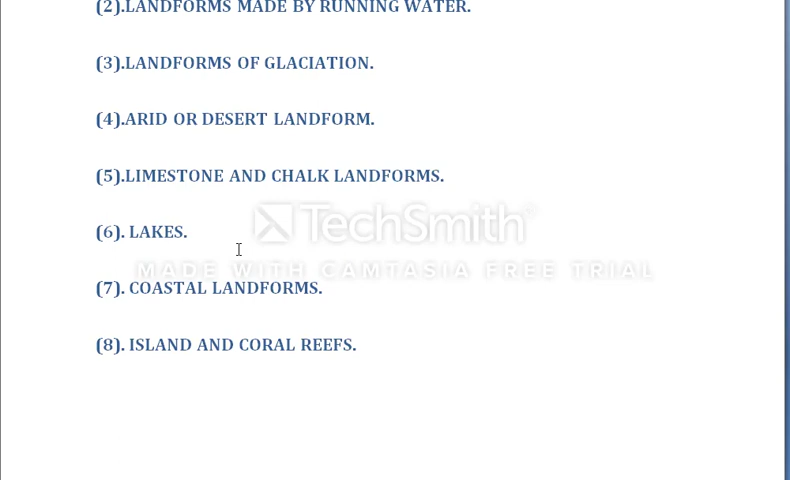 (2).LANDFORMS MADE BY RUNNING WATER.
(3).LANDFORMS OF GLACIATION.
(4).ARID OR DESERT LANDFORM.
(5).LIMESTONE AND CHALK LANDFORMS.
TechSmith
(6). LAKES.
MADE WITH CAMTASIA FREE TRIAL
(7). COASTAL LANDFORMS.
(8). ISLAND AND CORAL REEFS.